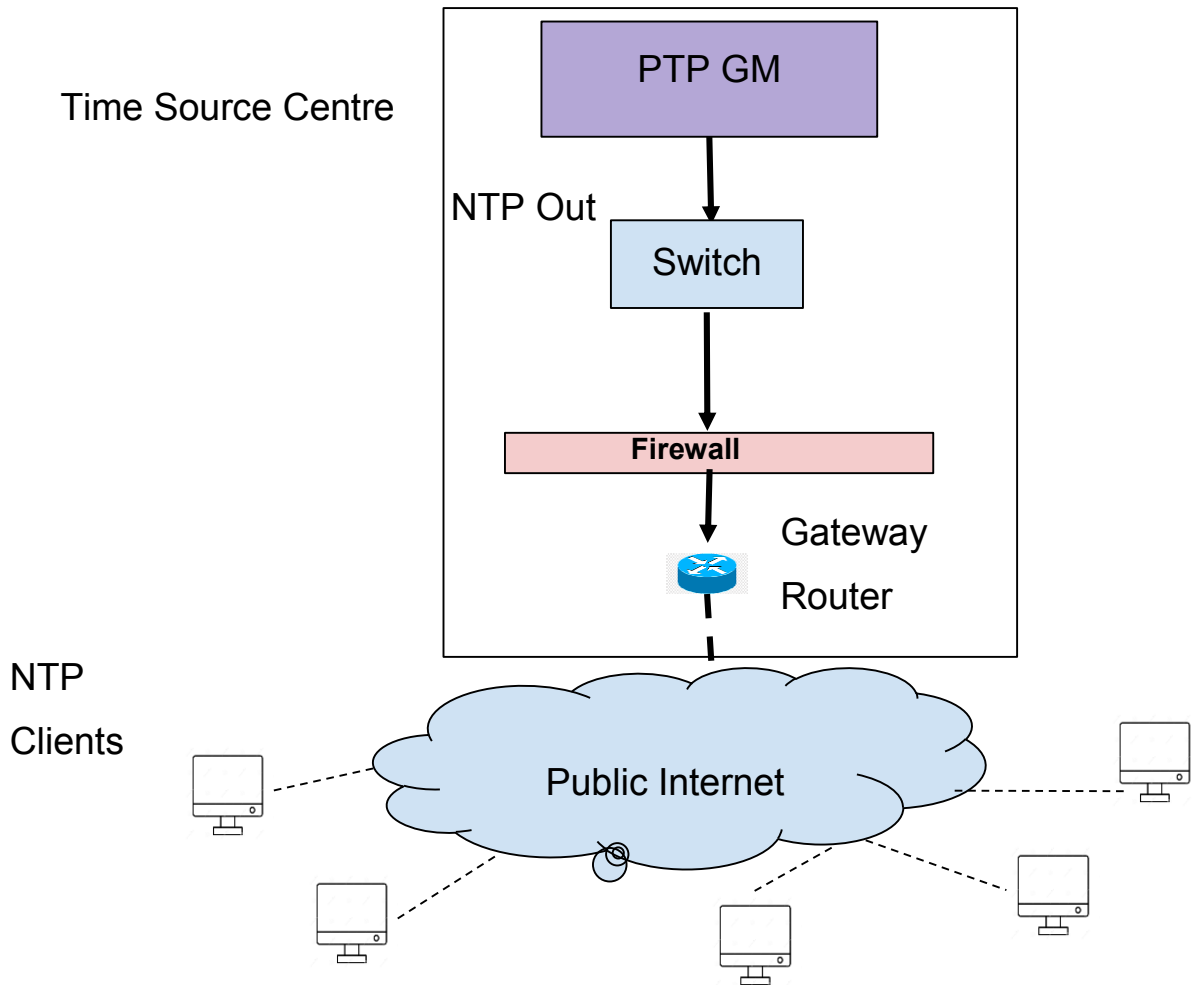 PTP GM
Time Source Centre
NTP Out
Switch
Firewall
Gateway
Router
NTP
Clients
Public Internet